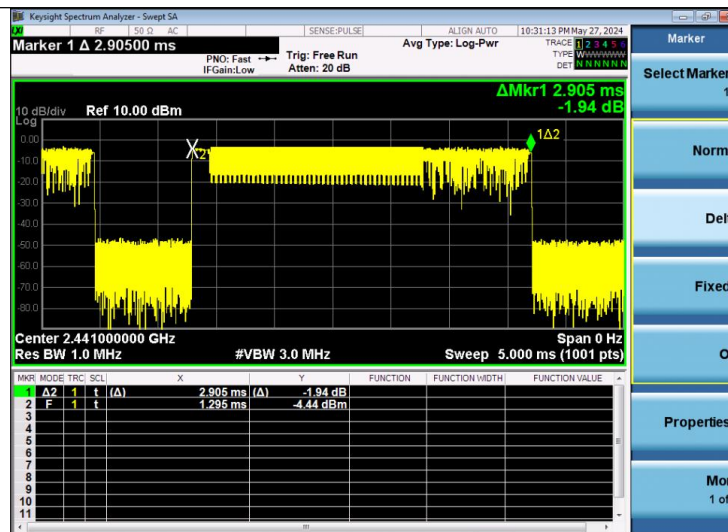 Keysight Spectrum Analyzer - Swept SA
LXI RF 50 Ω AC SENSE:PULSE ALIGN AUTO 10:31:13 PM May 27, 2024
Marker 1 Δ 2.90500 ms
PNO: Fast
IFGain:Low
Trig: Free Run
Atten: 20 dB
Avg Type: Log-Pwr
TRACE 1 2 3 4 5 6
TYPE WWWWWW
DET N N N N N N
ΔMkr1 2.905 ms
-1.94 dB
10 dB/div Ref 10.00 dBm
Log
0.00
-10.0
-20.0
-30.0
-40.0
-50.0
-60.0
-70.0
-80.0
X2
1Δ2
Center 2.441000000 GHz Span 0 Hz
Res BW 1.0 MHz #VBW 3.0 MHz Sweep 5.000 ms (1001 pts)
MKR MODE TRC SCL X Y FUNCTION FUNCTION WIDTH FUNCTION VALUE
1 Δ2 1 t (Δ) 2.905 ms (Δ) -1.94 dB
2 F 1 t 1.295 ms -4.44 dBm
3
4
5
6
7
8
9
10
11
Marker
Select Marker
1
Norm
Delt
Fixed
O
Properties
Mor
1 of